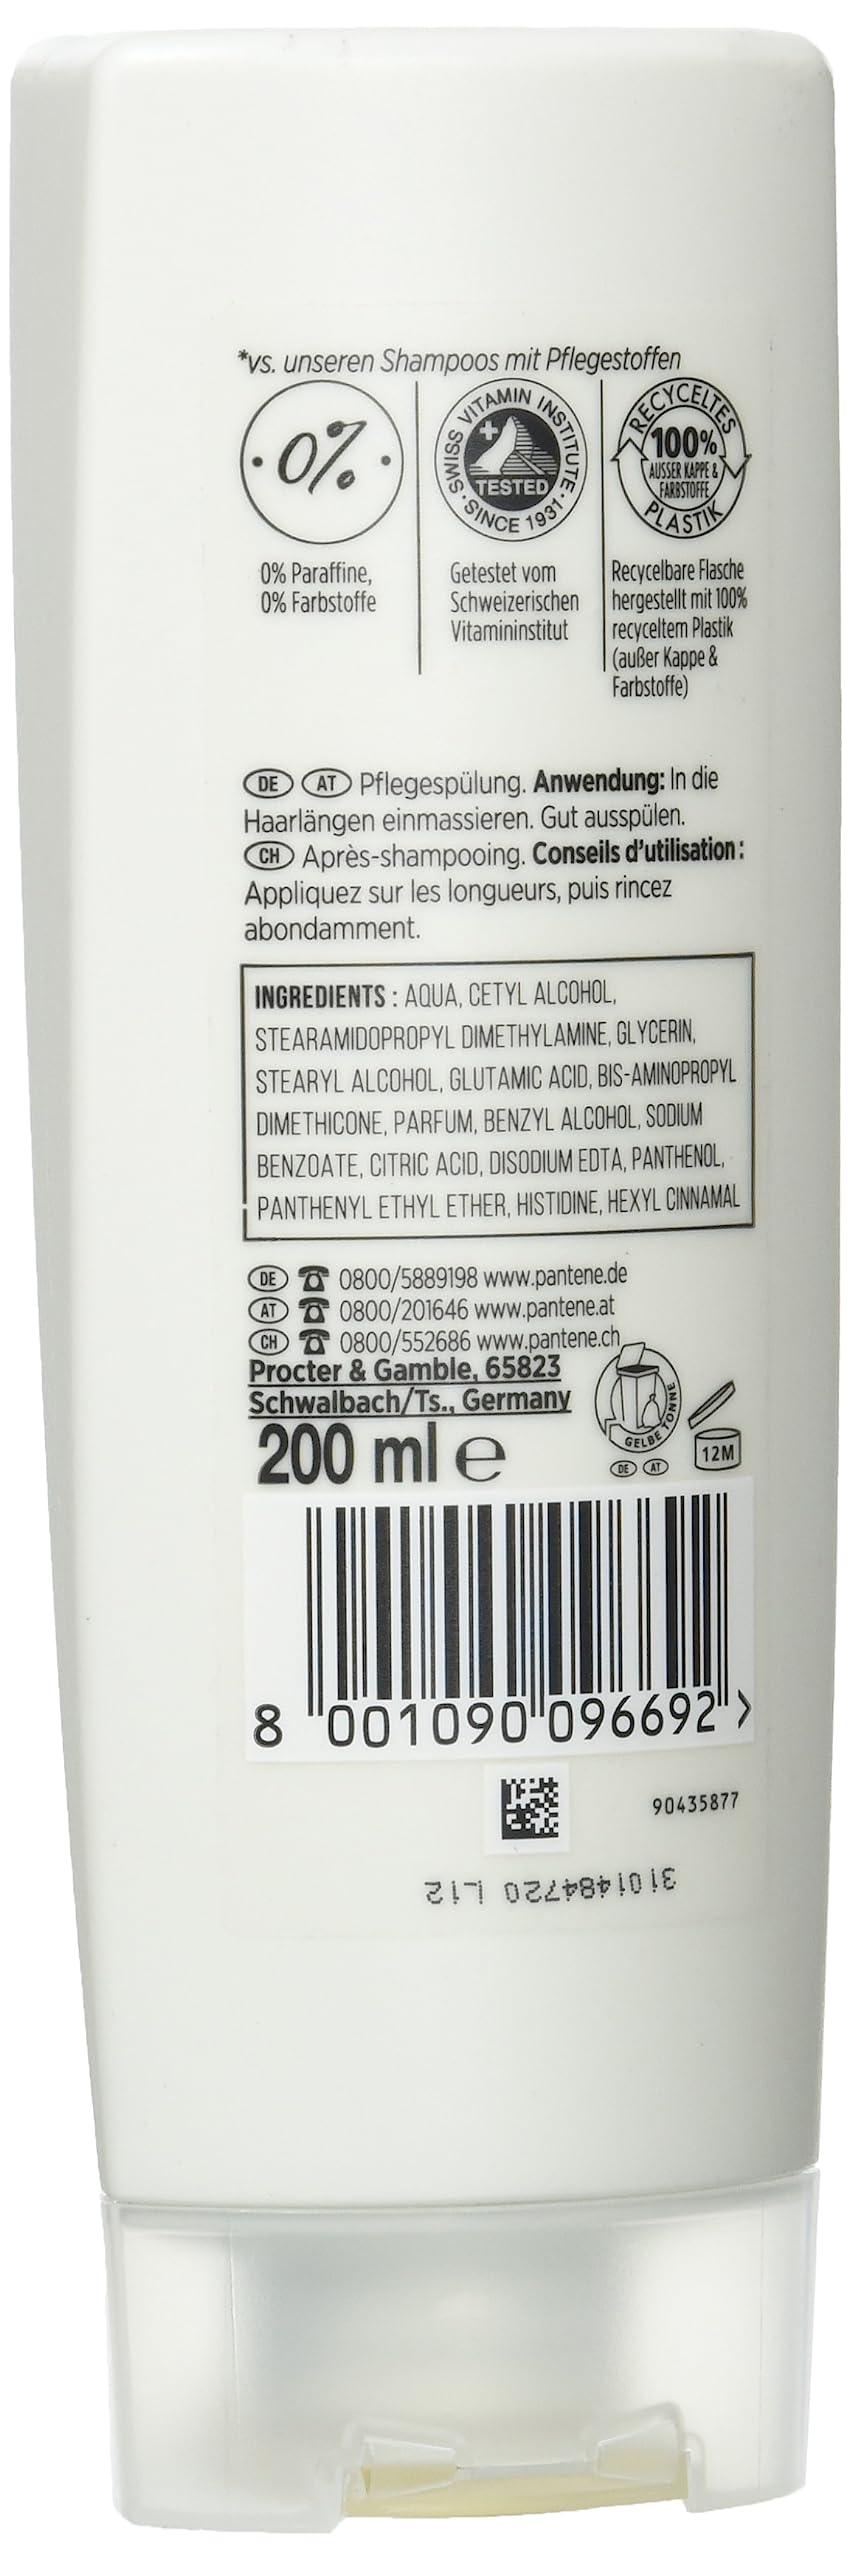 *vs. unseren Shampoos mit Pflegestoffen
0%
0% Paraffine,
0% Farbstoffe
SWISS VITAMIN INSTITUTE
TESTED
SINCE 1931
Getestet vom
Schweizerischen
Vitamininstitut
RECYCELTES
100%
AUSSER KAPPE &
FARBSTOFFE
PLASTIK
Recycelbare Flasche
hergestellt mit 100%
recyceltem Plastik
(außer Kappe &
Farbstoffe)
DE AT Pflegespülung. Anwendung: In die
Haarlängen einmassieren. Gut ausspülen.
CH Après-shampooing. Conseils d'utilisation :
Appliquez sur les longueurs, puis rincez
abondamment.
INGREDIENTS : AQUA, CETYL ALCOHOL,
STEARAMIDOPROPYL DIMETHYLAMINE, GLYCERIN,
STEARYL ALCOHOL, GLUTAMIC ACID, BIS-AMINOPROPYL
DIMETHICONE, PARFUM, BENZYL ALCOHOL, SODIUM
BENZOATE, CITRIC ACID, DISODIUM EDTA, PANTHENOL,
PANTHENYL ETHYL ETHER, HISTIDINE, HEXYL CINNAMAL
DE 0800/5889198 www.pantene.de
AT 0800/201646 www.pantene.at
CH 0800/552686 www.pantene.ch
Procter & Gamble, 65823
Schwalbach/Ts., Germany
200 ml e
GELBE TONNE
DE AT
12M
8 001090 096692 >
90435877
3101484720 L12